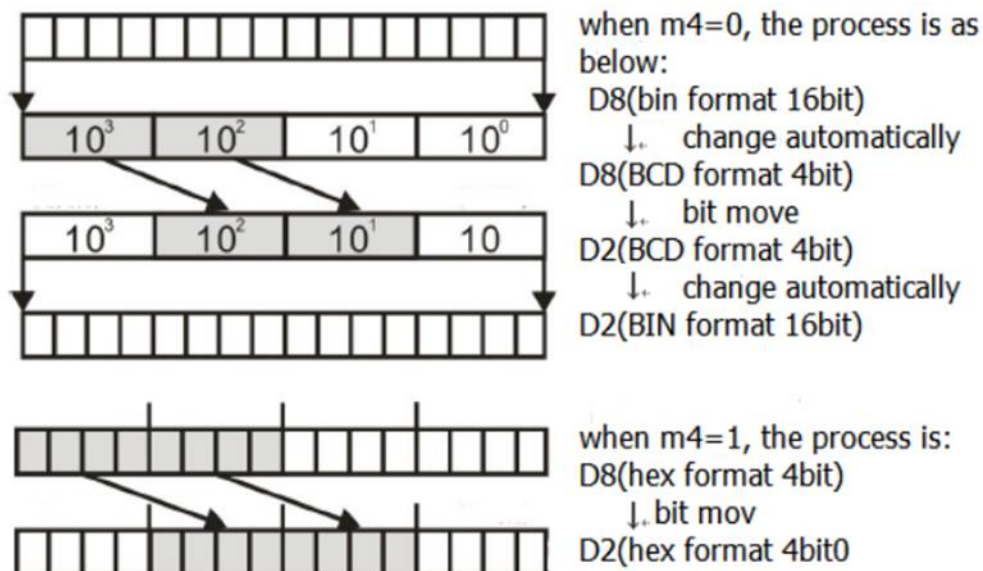 when m4=0, the process is as
below:
D8(bin format 16bit)
↓ change automatically
10³ 10² 10¹ 10⁰
D8(BCD format 4bit)
↓ bit move
10³ 10² 10¹ 10
D2(BCD format 4bit)
↓ change automatically
D2(BIN format 16bit)
when m4=1, the process is:
D8(hex format 4bit)
↓ bit mov
D2(hex format 4bit0